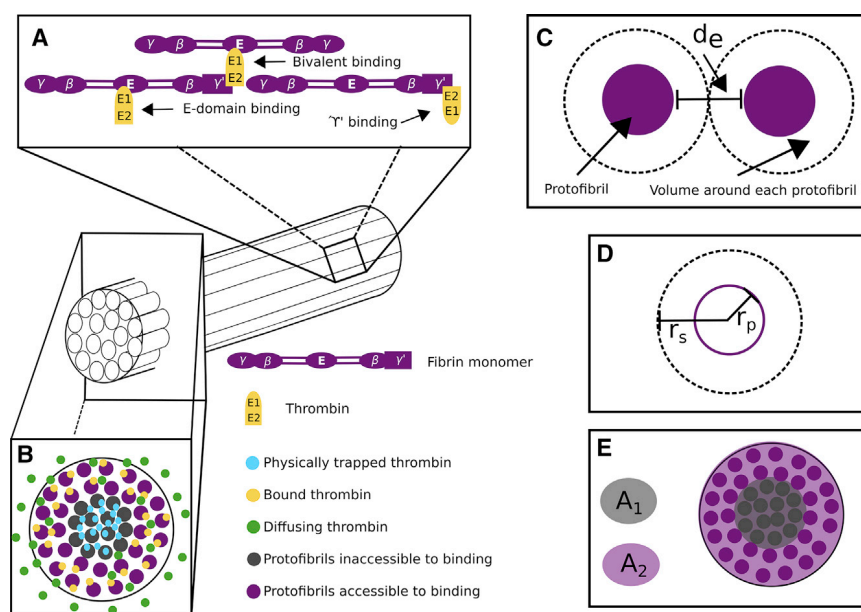 A
γ β E β γ
E1
E2
Bivalent binding
γ β E β γ'
γ β E β γ'
E1
E2
E-domain binding
ϒ' binding
E2
E1
C
de
Protofibril
Volume around each protofibril
D
rs
rp
γ β E β γ'
Fibrin monomer
E1
E2
Thrombin
B
Physically trapped thrombin
Bound thrombin
Diffusing thrombin
Protofibrils inaccessible to binding
Protofibrils accessible to binding
E
A1
A2